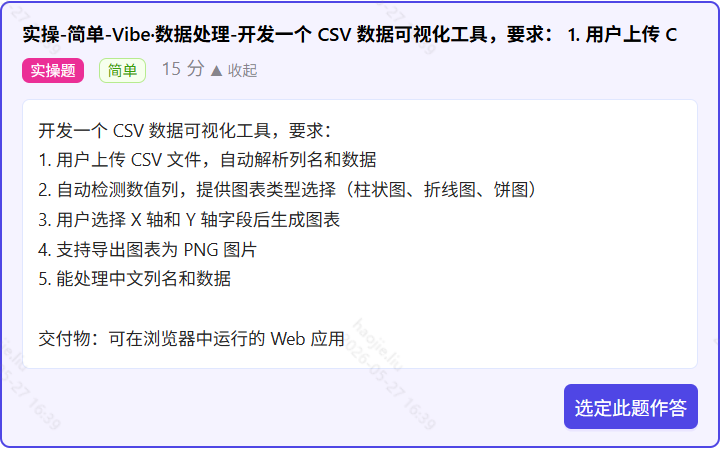 实操-简单-Vibe·数据处理-开发一个 CSV 数据可视化工具，要求： 1. 用户上传 C
实操题 简单 15 分 ▲ 收起
开发一个 CSV 数据可视化工具，要求：
1. 用户上传 CSV 文件，自动解析列名和数据
2. 自动检测数值列，提供图表类型选择（柱状图、折线图、饼图）
3. 用户选择 X 轴和 Y 轴字段后生成图表
4. 支持导出图表为 PNG 图片
5. 能处理中文列名和数据
交付物：可在浏览器中运行的 Web 应用
haojie.liu
2026-05-27 16:39
选定此题作答